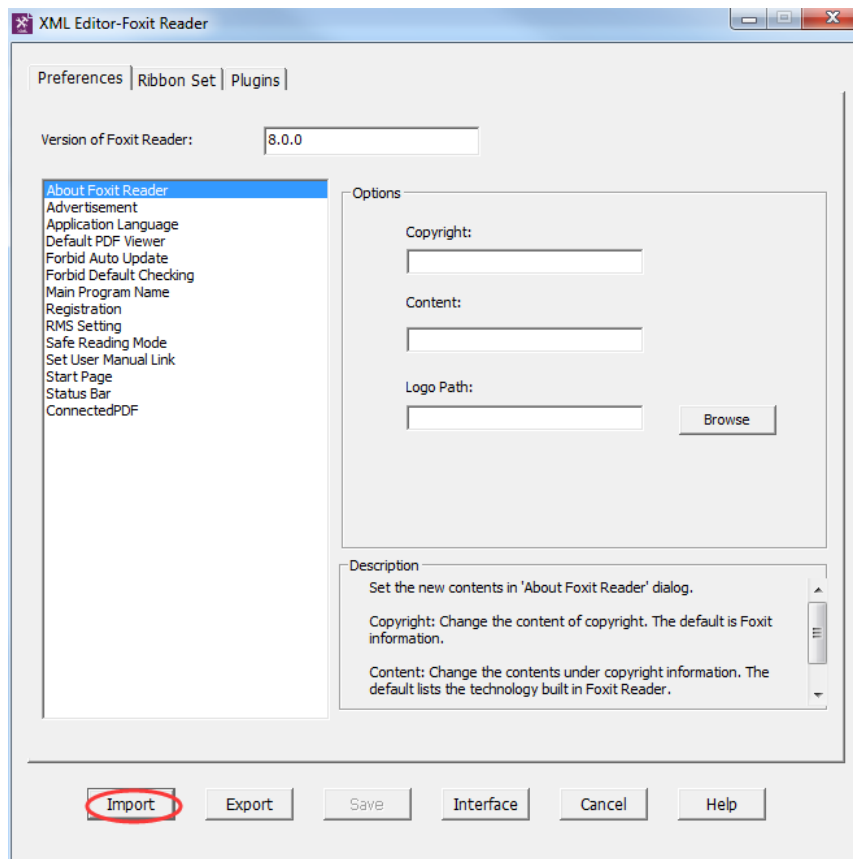 XML Editor-Foxit Reader
Preferences
Ribbon Set
Plugins
Version of Foxit Reader:
8.0.0
About Foxit Reader
Advertisement
Application Language
Default PDF Viewer
Forbid Auto Update
Forbid Default Checking
Main Program Name
Registration
RMS Setting
Safe Reading Mode
Set User Manual Link
Start Page
Status Bar
ConnectedPDF
Options
Copyright:
Content:
Logo Path:
Browse
Description
Set the new contents in 'About Foxit Reader' dialog.
Copyright: Change the content of copyright. The default is Foxit
information.
Content: Change the contents under copyright information. The
default lists the technology built in Foxit Reader.
Import
Export
Save
Interface
Cancel
Help